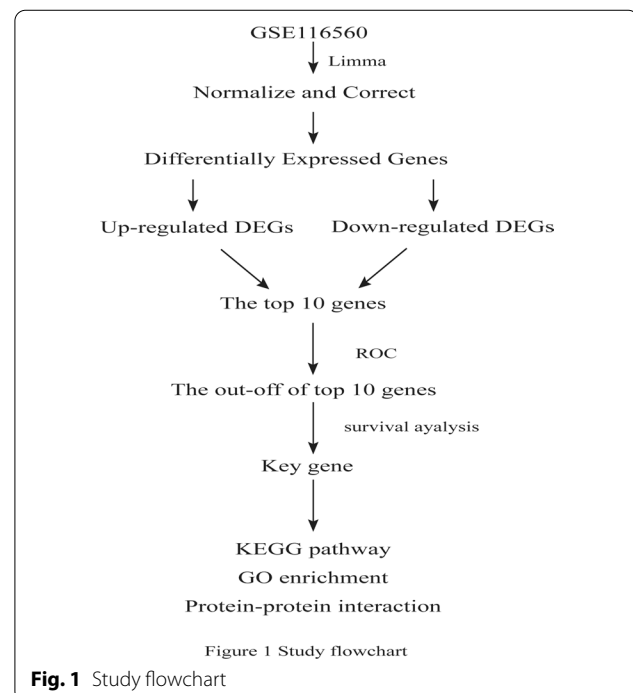 GSE116560
Limma
Normalize and Correct
Differentially Expressed Genes
Up-regulated DEGs Down-regulated DEGs
The top 10 genes
ROC
The out-off of top 10 genes
survival ayalysis
Key gene
KEGG pathway
GO enrichment
Protein-protein interaction
Figure 1 Study flowchart
Fig. 1 Study flowchart